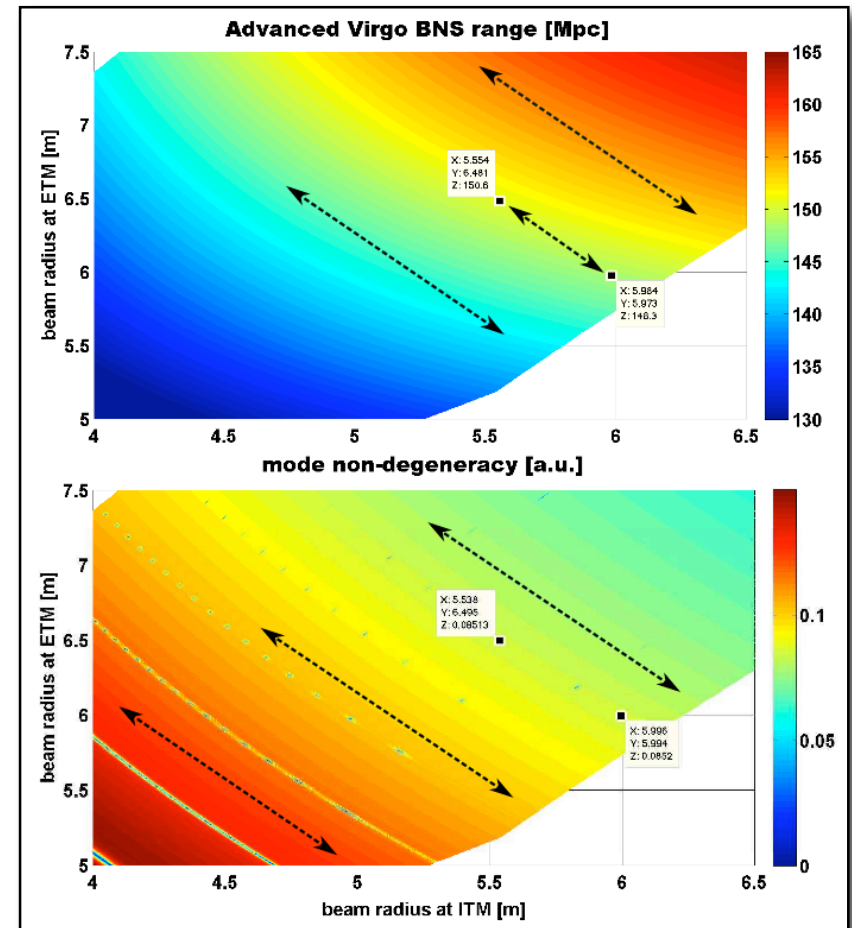 Advanced Virgo BNS range [Mpc]
7.5
7
6.5
6
5.5
5
beam radius at ETM [m]
X: 5.554
Y: 6.481
Z: 150.6
X: 5.984
Y: 5.973
Z: 148.3
165
160
155
150
145
140
135
130
4 4.5 5 5.5 6 6.5
mode non-degeneracy [a.u.]
7.5
7
6.5
6
5.5
5
beam radius at ETM [m]
X: 5.538
Y: 6.495
Z: 0.08513
X: 5.996
Y: 5.994
Z: 0.0852
0.1
0.05
0
4 4.5 5 5.5 6 6.5
beam radius at ITM [m]